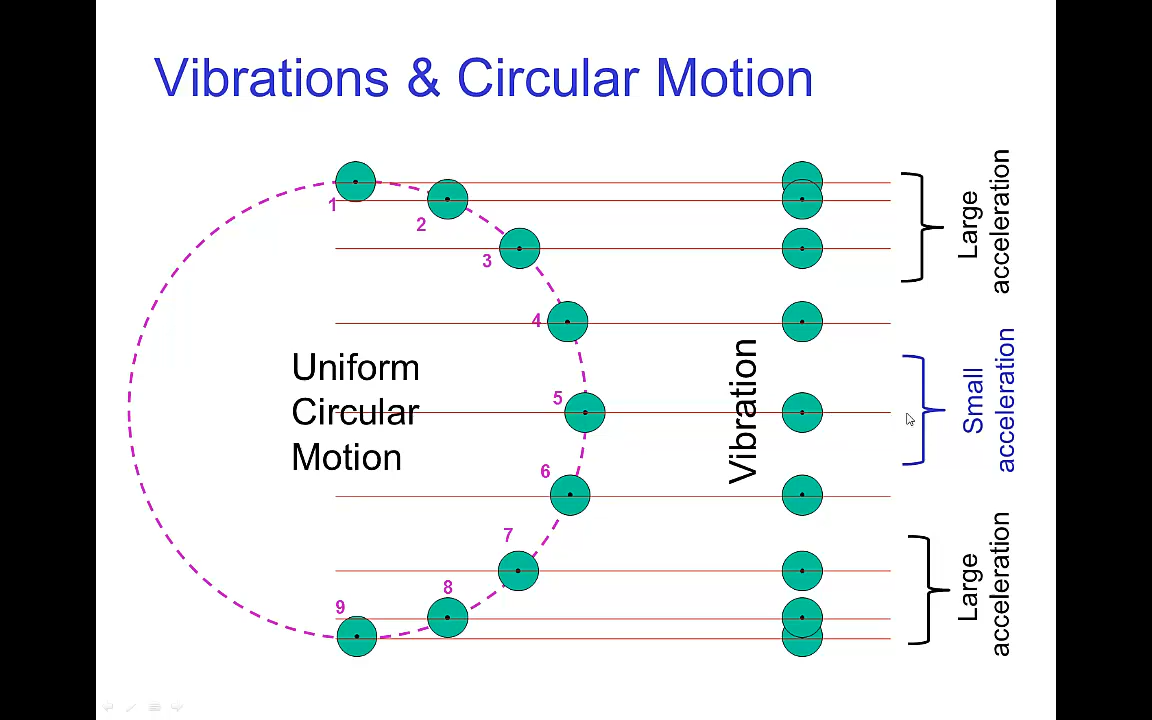 Vibrations & Circular Motion
1
2
3
4
5
6
7
8
9
Uniform
Circular
Motion
Vibration
Large
acceleration
Small
acceleration
Large
acceleration